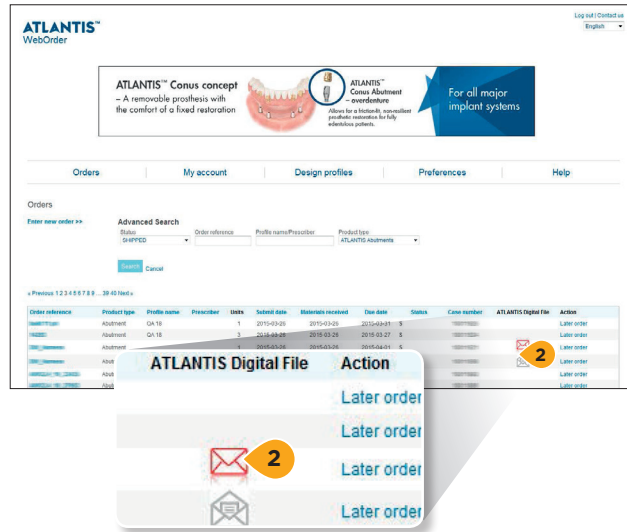 Log out | Contact us
English
ATLANTIS™
WebOrder
ATLANTIS™ Conus concept
– A removable prosthesis with
the comfort of a fixed restoration
ATLANTIS™
Conus Abutment
– overdenture
Allows for a friction-fit, non-resilient
prosthetic restoration for fully
edentulous patients.
For all major
implant systems
Orders My account Design profiles Preferences Help
Orders
Enter new order >>
Advanced Search
Status Order reference Profile name/Prescriber Product type
SHIPPED ATLANTIS Abutments
Search Cancel
« Previous 1 2 3 4 5 6 7 8 9 ... 39 40 Next »
Order reference Product type Profile name Prescriber Units Submit date Materials received Due date Status Case number ATLANTIS Digital File Action
Abutment QA 18 1 2015-03-26 2015-03-26 2015-03-31 S Later order
Abutment QA 18 3 2015-03-26 2015-03-26 2015-03-27 S Later order
Abutment 1 2015-03-26 2015-03-26 2015-04-01 S Later order
2
Later order
Later order
Later order
ATLANTIS Digital File Action
Later order
Later order
2
Later order
Later order